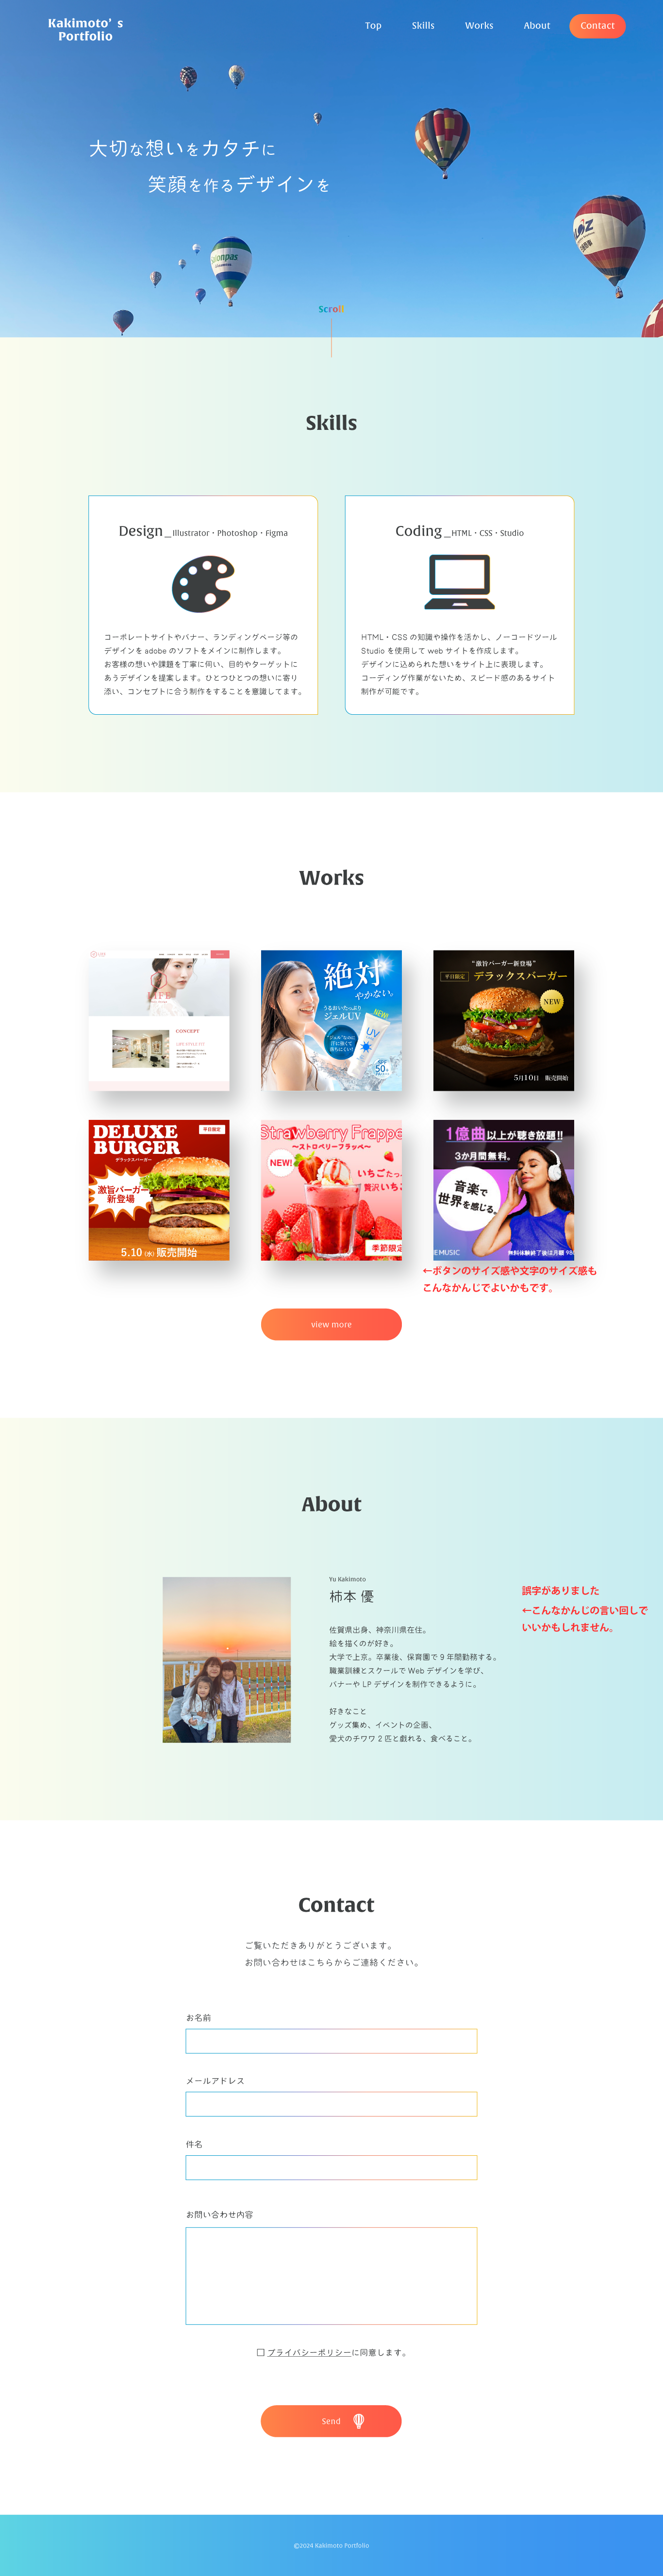 Kakimoto’s
Portfolio
Top
Skills
Works
About
Contact
大切な想いをカタチに
笑顔を作るデザインを
Scroll
Skills
Design_Illustrator・Photoshop・Figma
コーポレートサイトやバナー、ランディングページ等の
デザインを adobe のソフトをメインに制作します。
お客様の想いや課題を丁寧に伺い、目的やターゲットに
あうデザインを提案します。ひとつひとつの想いに寄り
添い、コンセプトに合う制作をすることを意識してます。
Coding_HTML・CSS・Studio
HTML・CSS の知識や操作を活かし、ノーコードツール
Studio を使用して web サイトを作成します。
デザインに込められた想いをサイト上に表現します。
コーディング作業がないため、スピード感のあるサイト
制作が可能です。
Works
LIFE
CONCEPT
絶対
やかない。
うるおいたっぷり
ジェルUV
NEW!
UV
50
“激旨バーガー新登場”
平日限定
デラックスバーガー
NEW
5月10日 販売開始
DELUXE
BURGER
デラックスバーガー
平日限定
激旨バーガー
新登場
5.10 販売開始
Strawberry Frappe
～ストロベリーフラッペ～
NEW!
いちごたっ
贅沢いち
季節限定
1億曲以上が聴き放題!!
3か月間無料。
音楽で
世界を感じる。
E MUSIC
無料体験終了後は月額 98
←ボタンのサイズ感や文字のサイズ感も
こんなかんじでよいかもです。
view more
About
Yu Kakimoto
柿本 優
佐賀県出身、神奈川県在住。
絵を描くのが好き。
大学で上京。卒業後、保育園で 9 年間勤務する。
職業訓練とスクールで Web デザインを学び、
バナーや LP デザインを制作できるように。
好きなこと
グッズ集め、イベントの企画、
愛犬のチワワ 2 匹と戯れる、食べること。
誤字がありました
←こんなかんじの言い回しで
いいかもしれません。
Contact
ご覧いただきありがとうございます。
お問い合わせはこちらからご連絡ください。
お名前
メールアドレス
件名
お問い合わせ内容
プライバシーポリシーに同意します。
Send
©2024 Kakimoto Portfolio